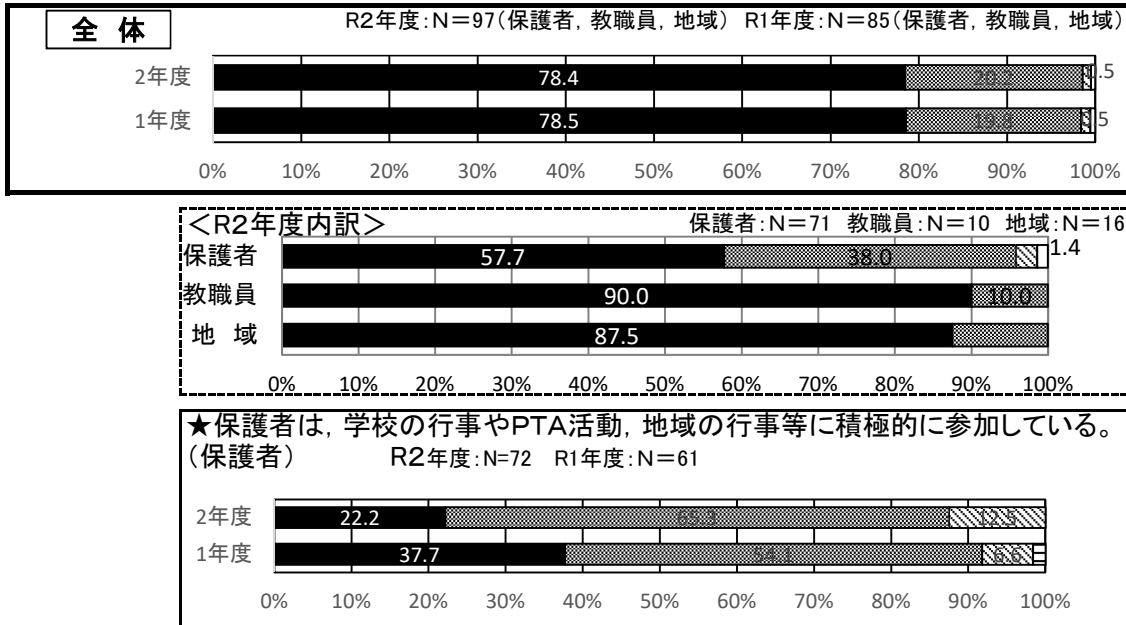 全 体
R2年度：N＝97（保護者，教職員，地域） R1年度：N＝85（保護者，教職員，地域）
2年度 78.4
1年度 78.5
0% 10% 20% 30% 40% 50% 60% 70% 80% 90% 100%
＜R2年度内訳＞ 保護者：N＝71 教職員：N＝10 地域：N＝16
保護者 57.7 38.0 1.4
教職員 90.0 10.0
地 域 87.5
0% 10% 20% 30% 40% 50% 60% 70% 80% 90% 100%
★保護者は，学校の行事やPTA活動，地域の行事等に積極的に参加している。
（保護者） R2年度：N=72 R1年度：N＝61
2年度 22.2 65.3 12.5
1年度 37.7 54.1 6.6
0% 10% 20% 30% 40% 50% 60% 70% 80% 90% 100%